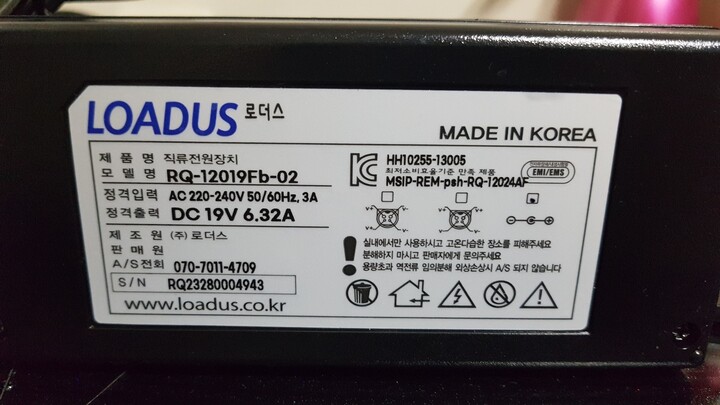 LOADUS 로더스
MADE IN KOREA
제품명 직류전원장치
모델명 RQ-12019Fb-02
정격입력 AC 220-240V 50/60Hz, 3A
정격출력 DC 19V 6.32A
제조원 (주) 로더스
판매원
A/S전화 070-7011-4709
S/N RQ23280004943
www.loadus.co.kr
HH10255-13005
최저소비효율기준 만족 제품
MSIP-REM-psh-RQ-12024AF
EMI/EMS
실내에서만 사용하시고 고온다습한 장소를 피해주세요
분해하지 마시고 판매자에게 문의주세요
용량초과 역전류 임의분해 외상손상시 A/S 되지 않습니다